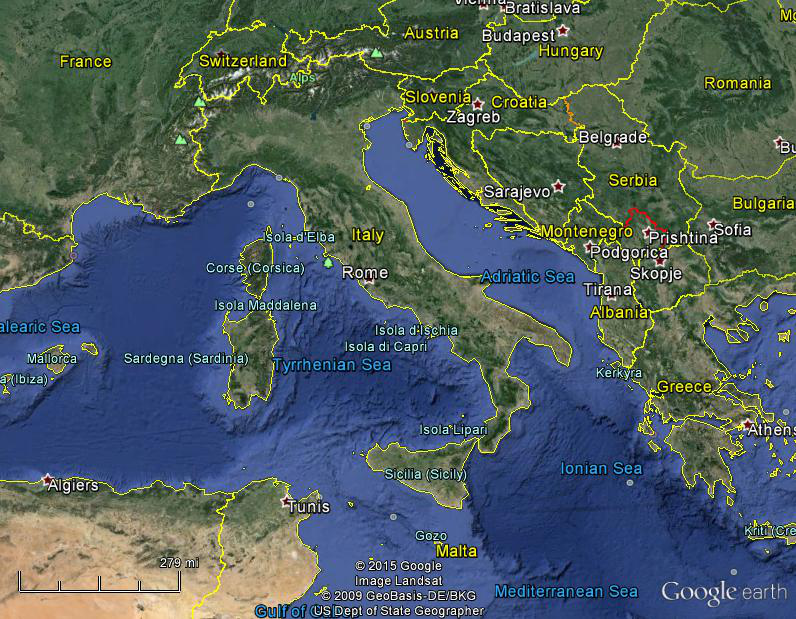 Vienna
Bratislava
Austria
Budapest
Hungary
France
Switzerland
Alps
Romania
Slovenia
Croatia
Zagreb
Belgrade
Serbia
Sarajevo
Bulgaria
Montenegro
Prishtina
Sofia
Isola d'Elba
Italy
Podgorica
Corse (Corsica)
Rome
Skopje
Adriatic Sea
Tirana
Isola Maddalena
Albania
alearic Sea
Isola d'Ischia
Isola di Capri
Mallorca
Sardegna (Sardinia)
Tyrrhenian Sea
Kerkyra
a (Ibiza)
Greece
Isola Lipari
Athens
Ionian Sea
Sicilia (Sicily)
Algiers
Tunis
Gozo
Kriti (Cre
Malta
279 mi
© 2015 Google
Image Landsat
© 2009 GeoBasis-DE/BKG
US Dept of State Geographer
Mediterranean Sea
Google earth
Gulf of